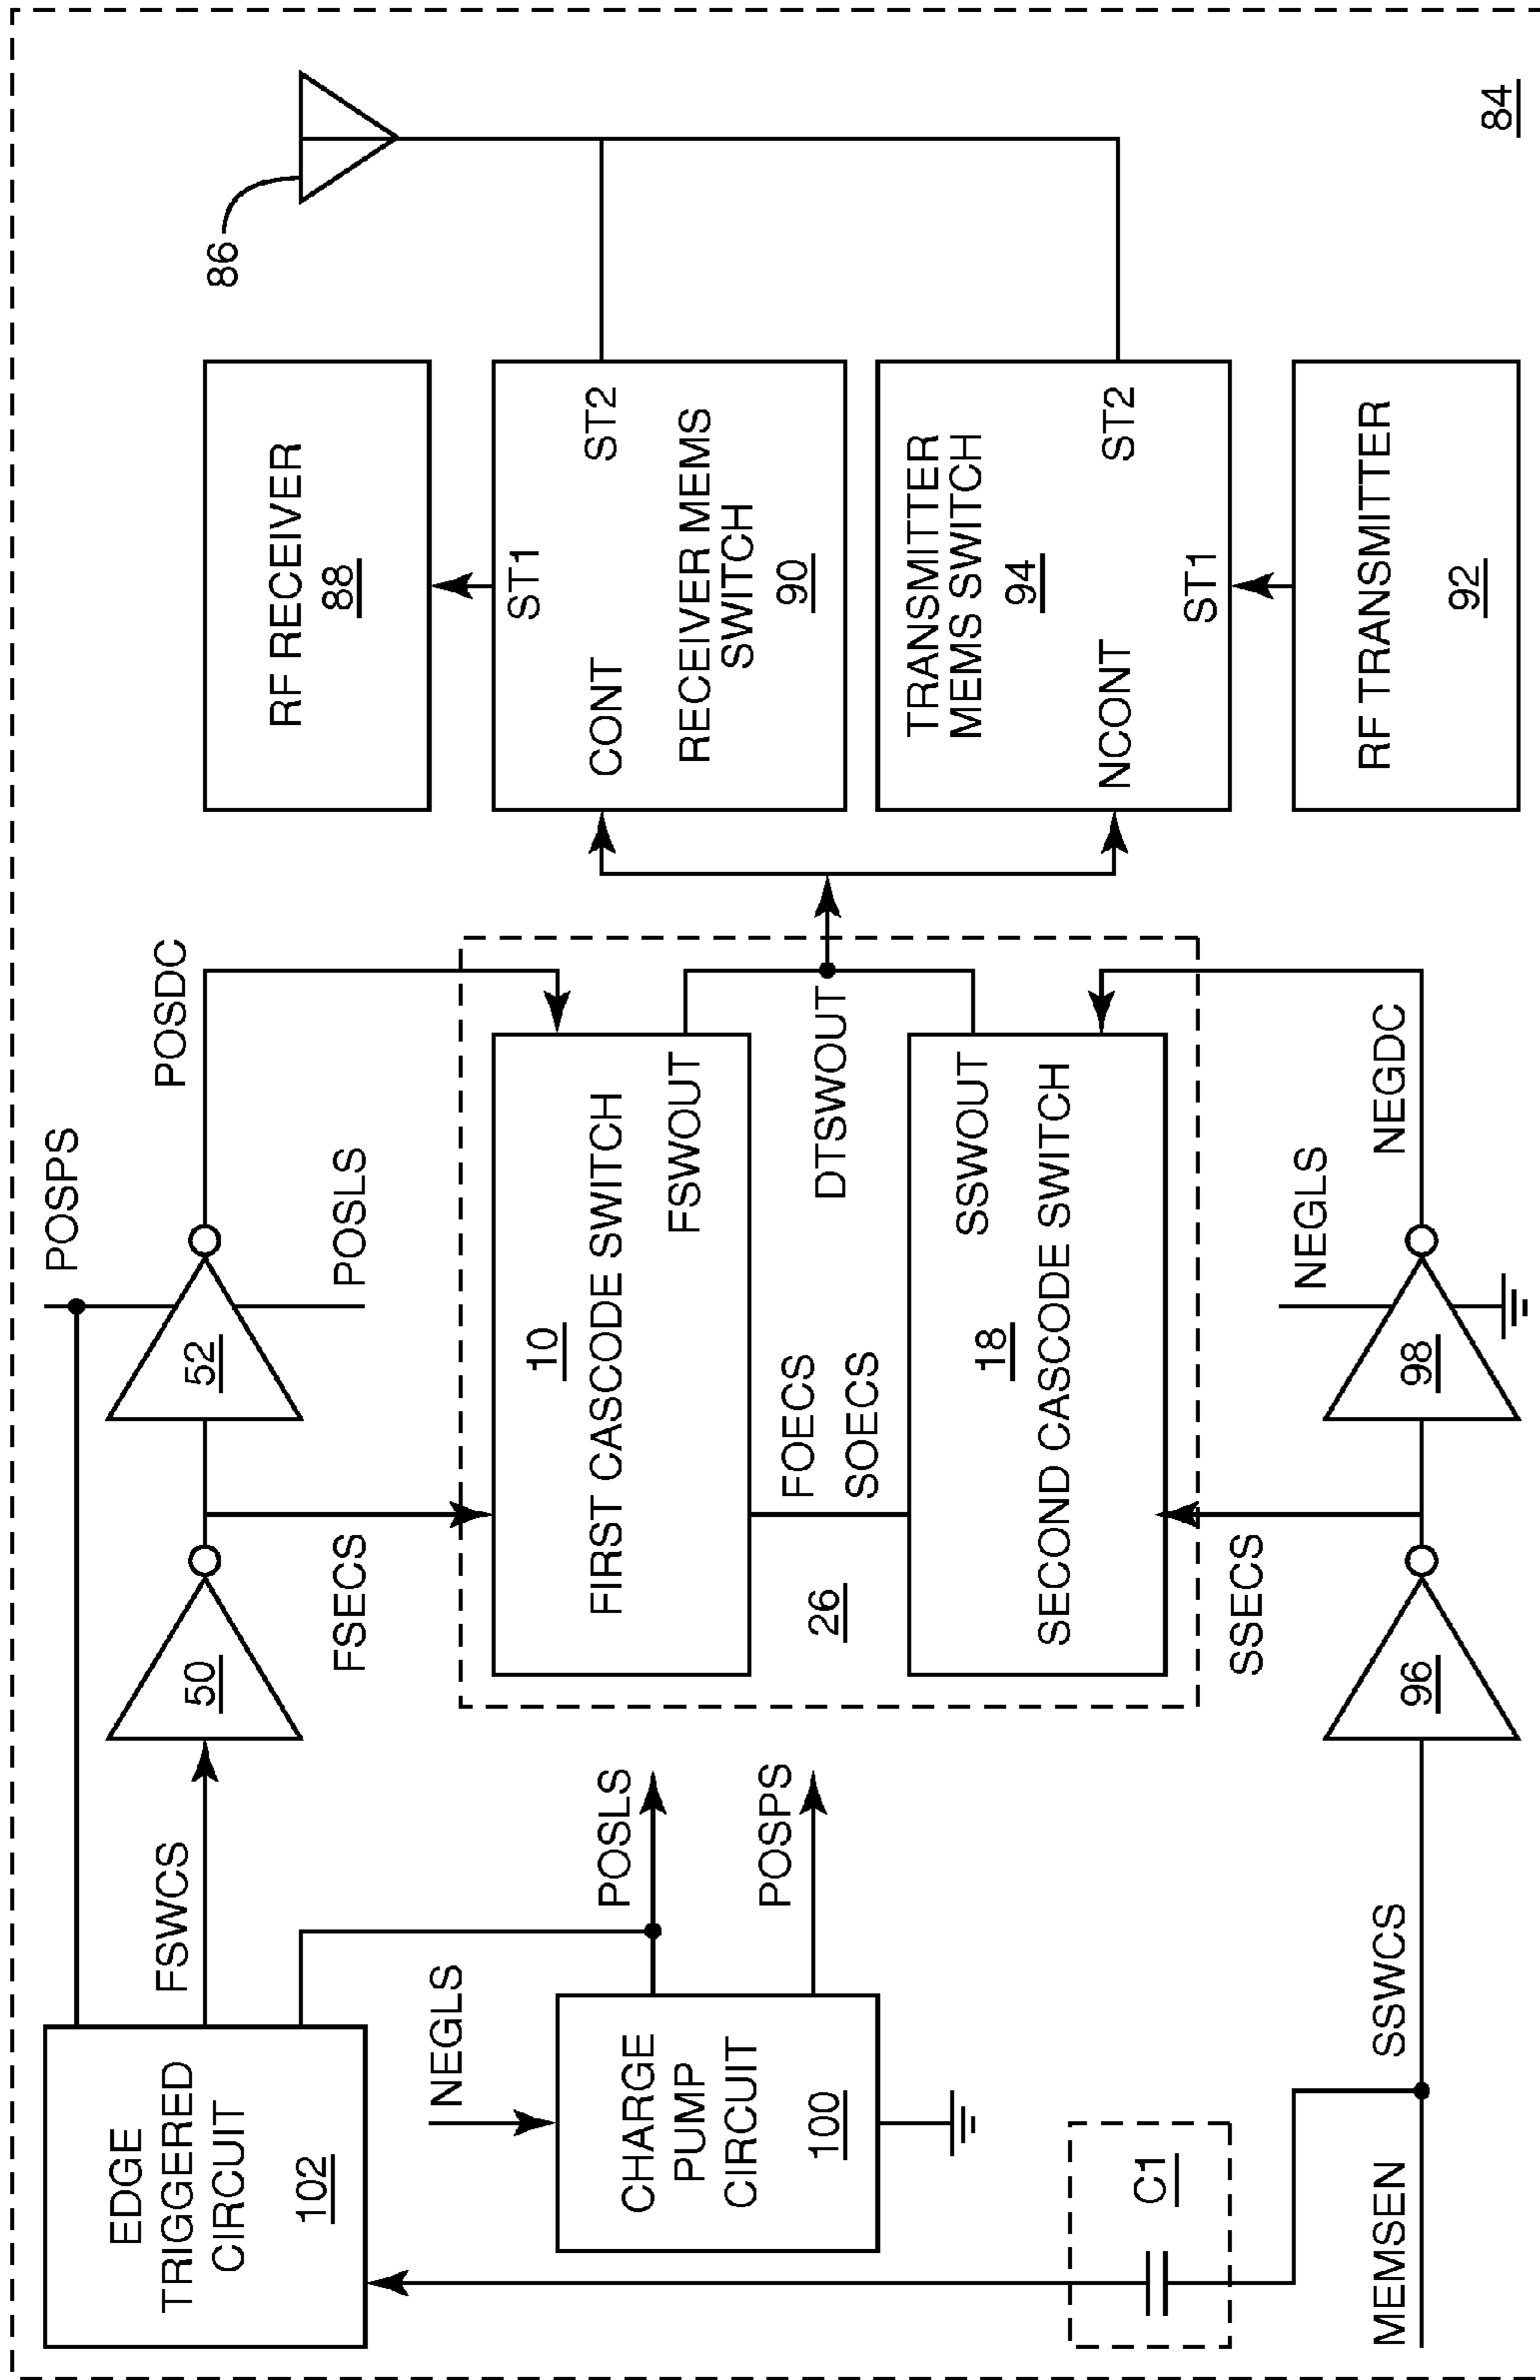 EDGE
TRIGGERED
CIRCUIT
102
FSWCS
50
FSECS
52
POSPS
POSLS
POSDC
NEGLS
CHARGE
PUMP
CIRCUIT
100
POSLS
POSPS
C1
MEMSEN
SSWCS
96
SSECS
98
NEGLS
NEGDC
10
FIRST CASCODE SWITCH
FSWOUT
FOECS
SOECS
26
DTSWOUT
18
SSWOUT
SECOND CASCODE SWITCH
RF RECEIVER
88
ST1
CONT
ST2
RECEIVER MEMS
SWITCH
90
TRANSMITTER
MEMS SWITCH
94
NCONT
ST2
ST1
RF TRANSMITTER
92
86
84